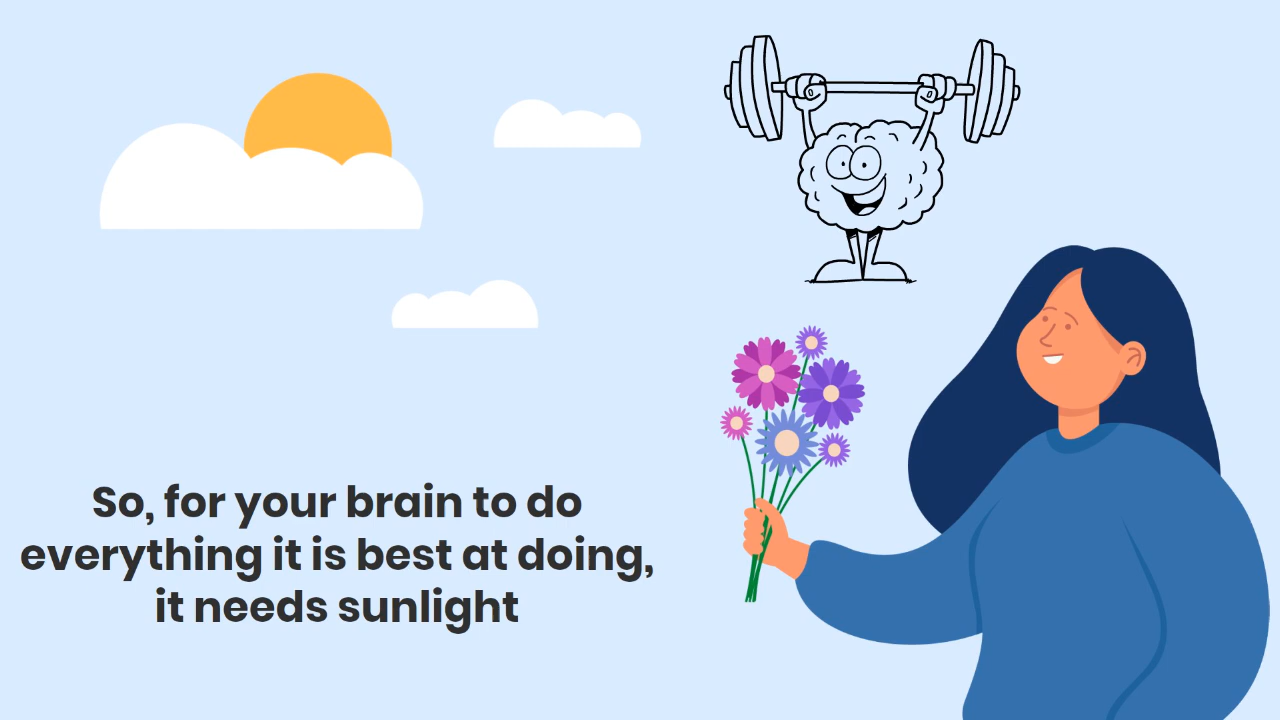 So, for your brain to do
everything it is best at doing,
it needs sunlight